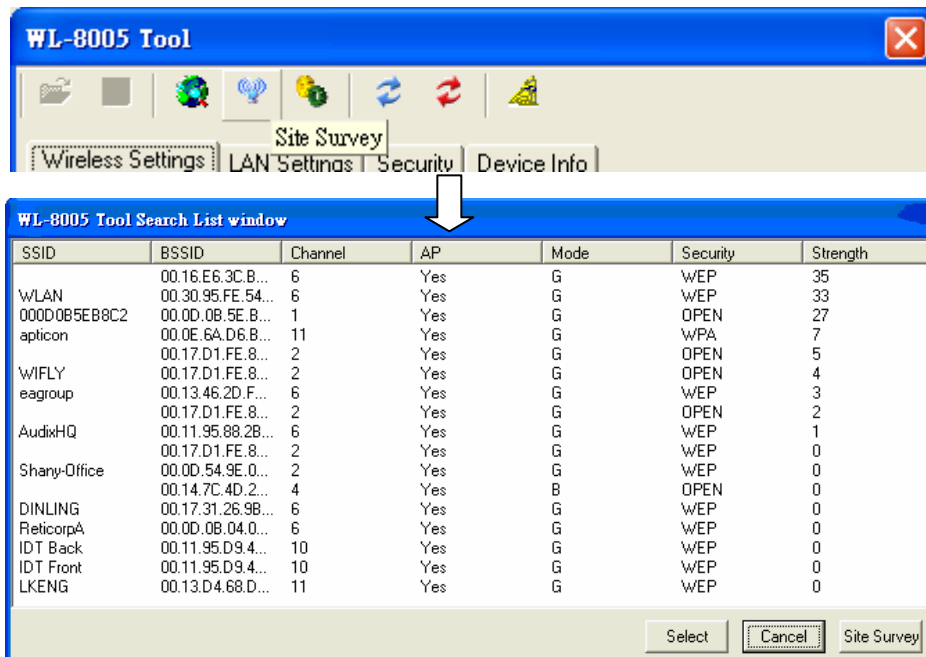 WL-8005 Tool
Site Survey
Wireless Settings LAN Settings Security Device Info
WL-8005 Tool Search List window
SSID BSSID Channel AP Mode Security Strength
00.16.E6.3C.B... 6 Yes G WEP 35
WLAN 00.30.95.FE.54... 6 Yes G WEP 33
000D0B5EB8C2 00.0D.0B.5E.B... 1 Yes G OPEN 27
apticon 00.0E.6A.D6.B... 11 Yes G WPA 7
00.17.D1.FE.8... 2 Yes G OPEN 5
WIFLY 00.17.D1.FE.8... 2 Yes G OPEN 4
eagroup 00.13.46.2D.F... 6 Yes G WEP 3
00.17.D1.FE.8... 2 Yes G OPEN 2
AudixHQ 00.11.95.88.2B... 6 Yes G WEP 1
00.17.D1.FE.8... 2 Yes G WEP 0
Shany-Office 00.0D.54.9E.0... 2 Yes G WEP 0
00.14.7C.4D.2... 4 Yes B OPEN 0
DINLING 00.17.31.26.9B... 6 Yes G WEP 0
ReticorpA 00.0D.0B.04.0... 6 Yes G WEP 0
IDT Back 00.11.95.D9.4... 10 Yes G WEP 0
IDT Front 00.11.95.D9.4... 10 Yes G WEP 0
LKENG 00.13.D4.68.D... 11 Yes G WEP 0
Select Cancel Site Survey